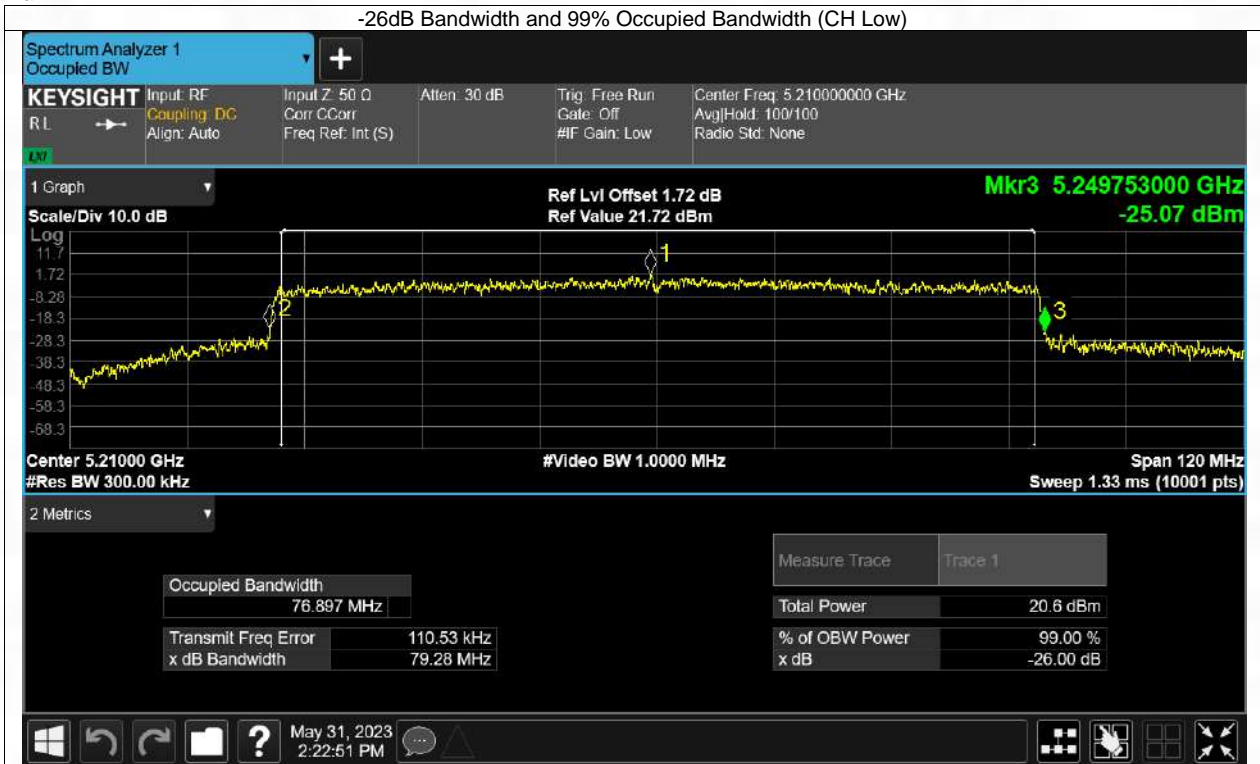 -26dB Bandwidth and 99% Occupied Bandwidth (CH Low)
Spectrum Analyzer 1
Occupied BW
+
KEYSIGHT Input: RF Input Z: 50 Ω Atten: 30 dB Trig: Free Run Center Freq: 5.210000000 GHz
RL Coupling: DC Corr CCorr Gate: Off Avg|Hold: 100/100
Align: Auto Freq Ref: Int (S) #IF Gain: Low Radio Std: None
LXI
1 Graph Ref Lvl Offset 1.72 dB Mkr3 5.249753000 GHz
Scale/Div 10.0 dB Ref Value 21.72 dBm -25.07 dBm
Log
11.7
1
1.72
-8.28
2
-18.3
3
-28.3
-38.3
-48.3
-58.3
-68.3
Center 5.21000 GHz #Video BW 1.0000 MHz Span 120 MHz
#Res BW 300.00 kHz Sweep 1.33 ms (10001 pts)
2 Metrics
Measure Trace Trace 1
Occupied Bandwidth
76.897 MHz Total Power 20.6 dBm
Transmit Freq Error 110.53 kHz % of OBW Power 99.00 %
x dB Bandwidth 79.28 MHz x dB -26.00 dB
? May 31, 2023
2:22:51 PM